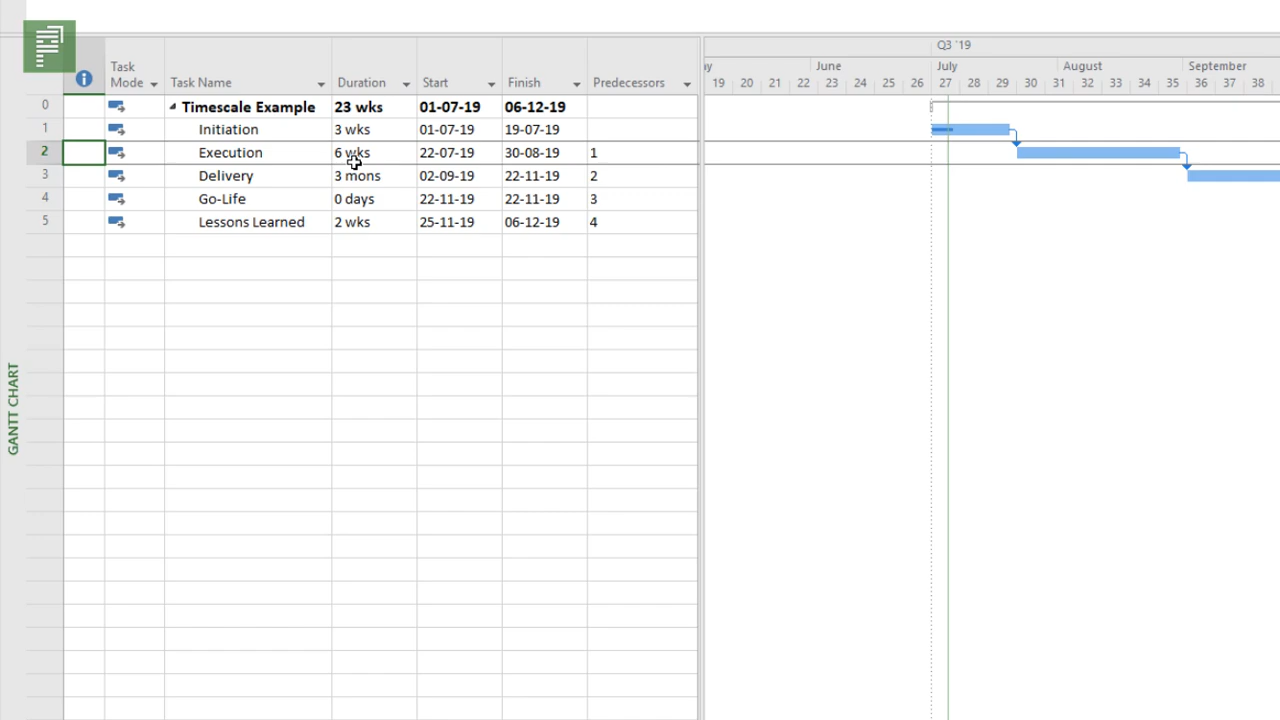 Q3 '19
ay June July August September
Task Mode Task Name Duration Start Finish Predecessors
19 20 21 22 23 24 25 26 27 28 29 30 31 32 33 34 35 36 37 38
0 Timescale Example 23 wks 01-07-19 06-12-19
1 Initiation 3 wks 01-07-19 19-07-19
2 Execution 6 wks 22-07-19 30-08-19 1
3 Delivery 3 mons 02-09-19 22-11-19 2
4 Go-Life 0 days 22-11-19 22-11-19 3
5 Lessons Learned 2 wks 25-11-19 06-12-19 4
GANTT CHART